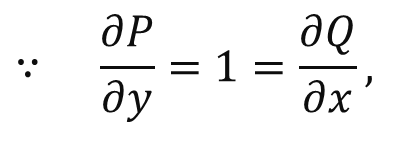 ∵ ∂P/∂y = 1 = ∂Q/∂x,